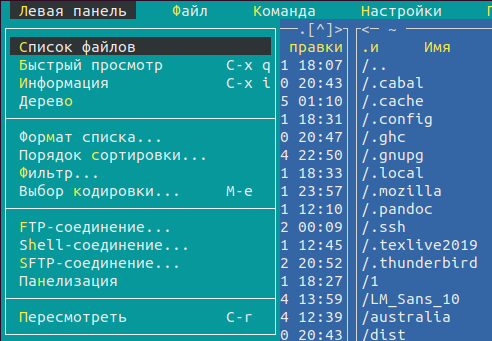 Левая панель Файл Команда Настройки
.[^]> <─ ~
правки .и Имя
Список файлов
Быстрый просмотр C-x q
Информация C-x i
Дерево
Формат списка...
Порядок сортировки...
Фильтр...
Выбор кодировки... M-e
FTP-соединение...
Shell-соединение...
SFTP-соединение...
Панелизация
Пересмотреть C-r
1 18:07 /..
0 20:43 /.cabal
5 01:10 /.cache
1 18:31 /.config
0 20:47 /.ghc
4 22:50 /.gnupg
1 18:33 /.local
1 23:57 /.mozilla
1 12:10 /.pandoc
2 00:09 /.ssh
1 12:45 /.texlive2019
2 20:52 /.thunderbird
1 18:27 /1
4 13:59 /LM_Sans_10
4 12:39 /australia
0 20:43 /dist